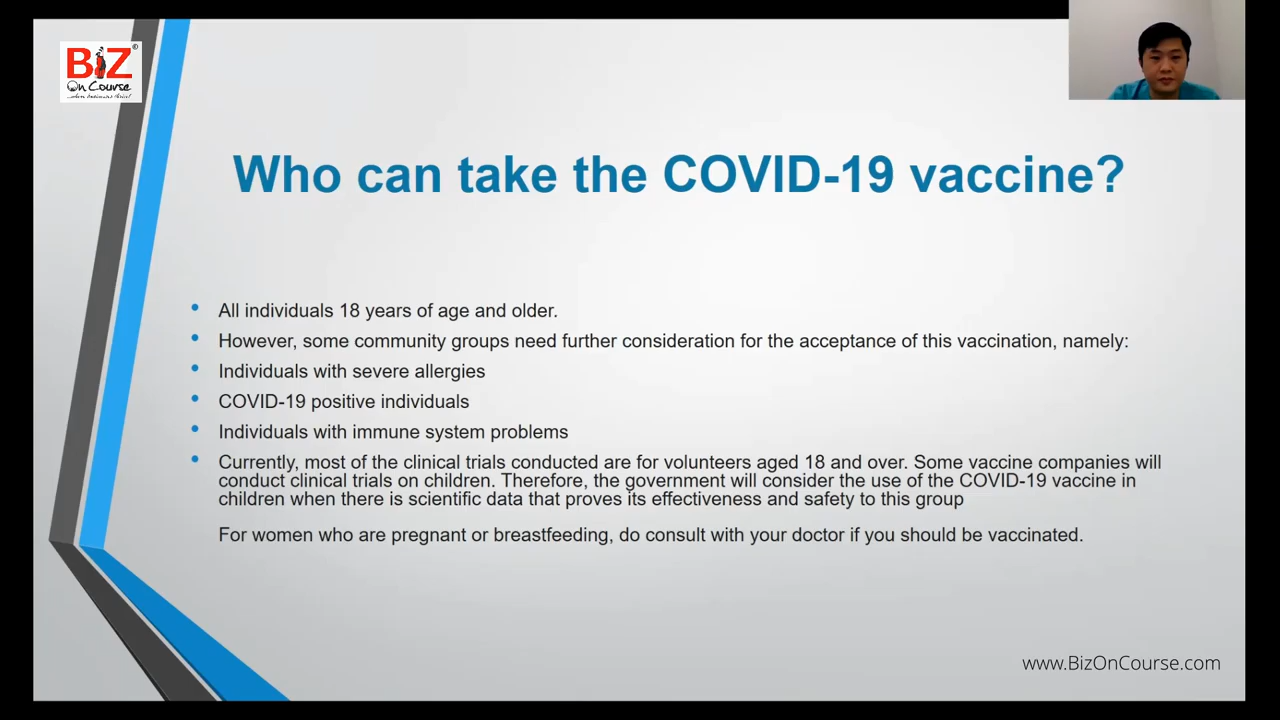 BiZ
On Course
Who can take the COVID-19 vaccine?
All individuals 18 years of age and older.
However, some community groups need further consideration for the acceptance of this vaccination, namely:
Individuals with severe allergies
COVID-19 positive individuals
Individuals with immune system problems
Currently, most of the clinical trials conducted are for volunteers aged 18 and over. Some vaccine companies will
conduct clinical trials on children. Therefore, the government will consider the use of the COVID-19 vaccine in
children when there is scientific data that proves its effectiveness and safety to this group
For women who are pregnant or breastfeeding, do consult with your doctor if you should be vaccinated.
www.BizOnCourse.com